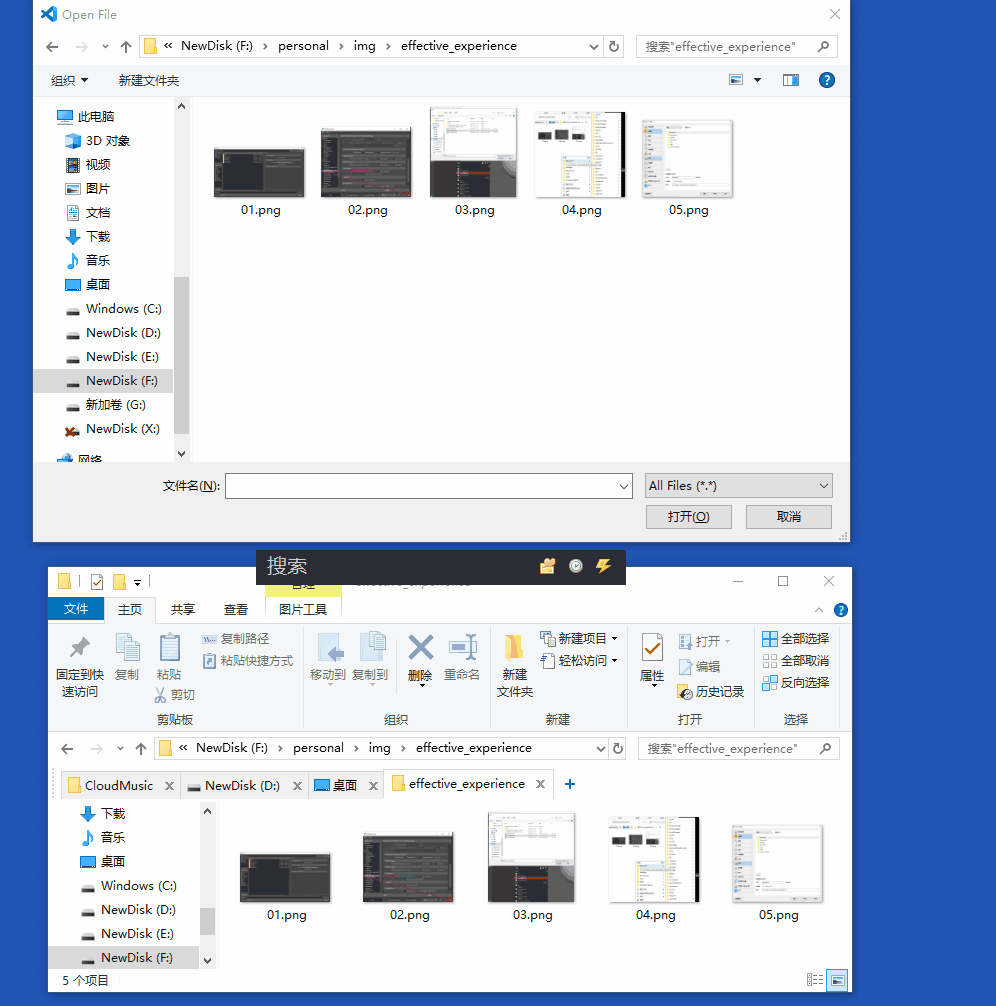 Open File
« NewDisk (F:) › personal › img › effective_experience
搜索"effective_experience"
组织
新建文件夹
此电脑
3D 对象
视频
图片
文档
下载
音乐
桌面
Windows (C:)
NewDisk (D:)
NewDisk (E:)
NewDisk (F:)
新加卷 (G:)
NewDisk (X:)
网络
01.png
02.png
03.png
04.png
05.png
文件名(N):
All Files (*.*)
打开(O)
取消
搜索
管理
effective_experience
文件
主页
共享
查看
图片工具
固定到快速访问
复制
粘贴
复制路径
粘贴快捷方式
剪切
剪贴板
移动到
复制到
删除
重命名
组织
新建
文件夹
新建项目
轻松访问
新建
属性
打开
编辑
历史记录
打开
全部选择
全部取消
反向选择
选择
« NewDisk (F:) › personal › img › effective_experience
搜索"effective_experience"
CloudMusic
NewDisk (D:)
桌面
effective_experience
下载
音乐
桌面
Windows (C:)
NewDisk (D:)
NewDisk (E:)
NewDisk (F:)
01.png
02.png
03.png
04.png
05.png
5 个项目